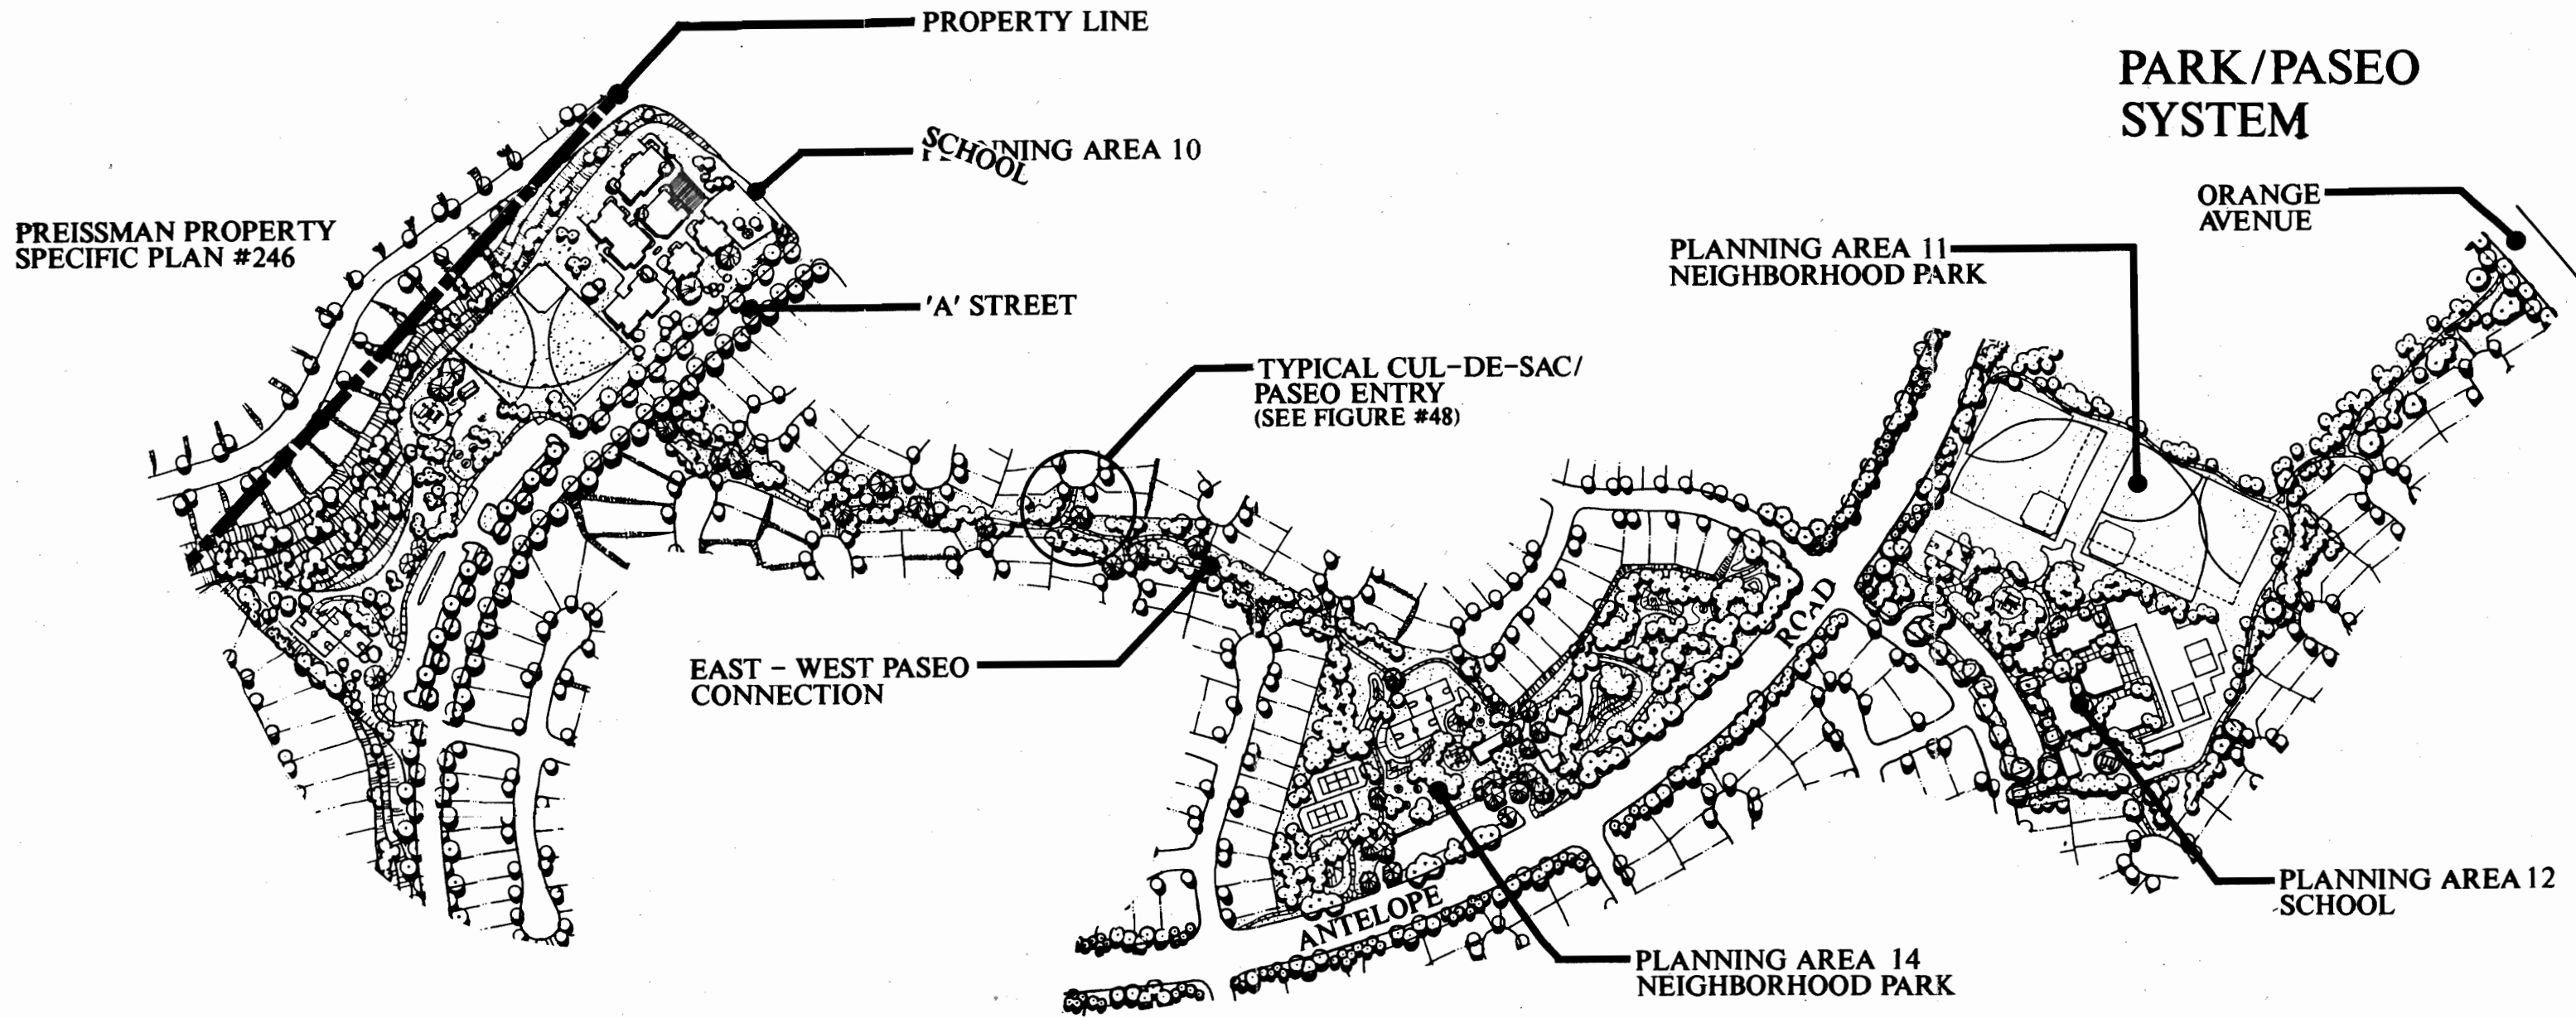 PROPERTY LINE
PARK/PASEO
SYSTEM
SCHOOL
NING AREA 10
ORANGE
AVENUE
PREISSMAN PROPERTY
SPECIFIC PLAN #246
PLANNING AREA 11
NEIGHBORHOOD PARK
'A' STREET
TYPICAL CUL-DE-SAC/
PASEO ENTRY
(SEE FIGURE #48)
EAST - WEST PASEO
CONNECTION
ANTELOPE ROAD
PLANNING AREA 12
SCHOOL
PLANNING AREA 14
NEIGHBORHOOD PARK